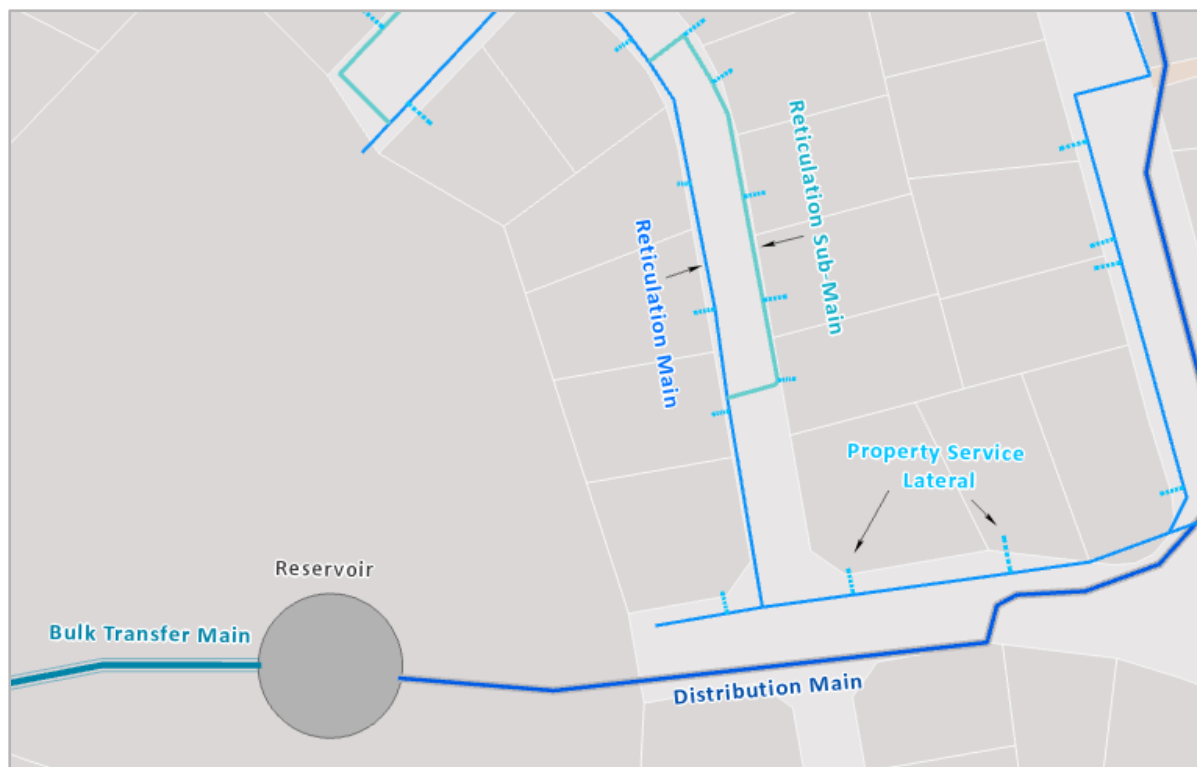 Reticulation Sub-Main
Reticulation Main
Property Service
Lateral
Reservoir
Bulk Transfer Main
Distribution Main